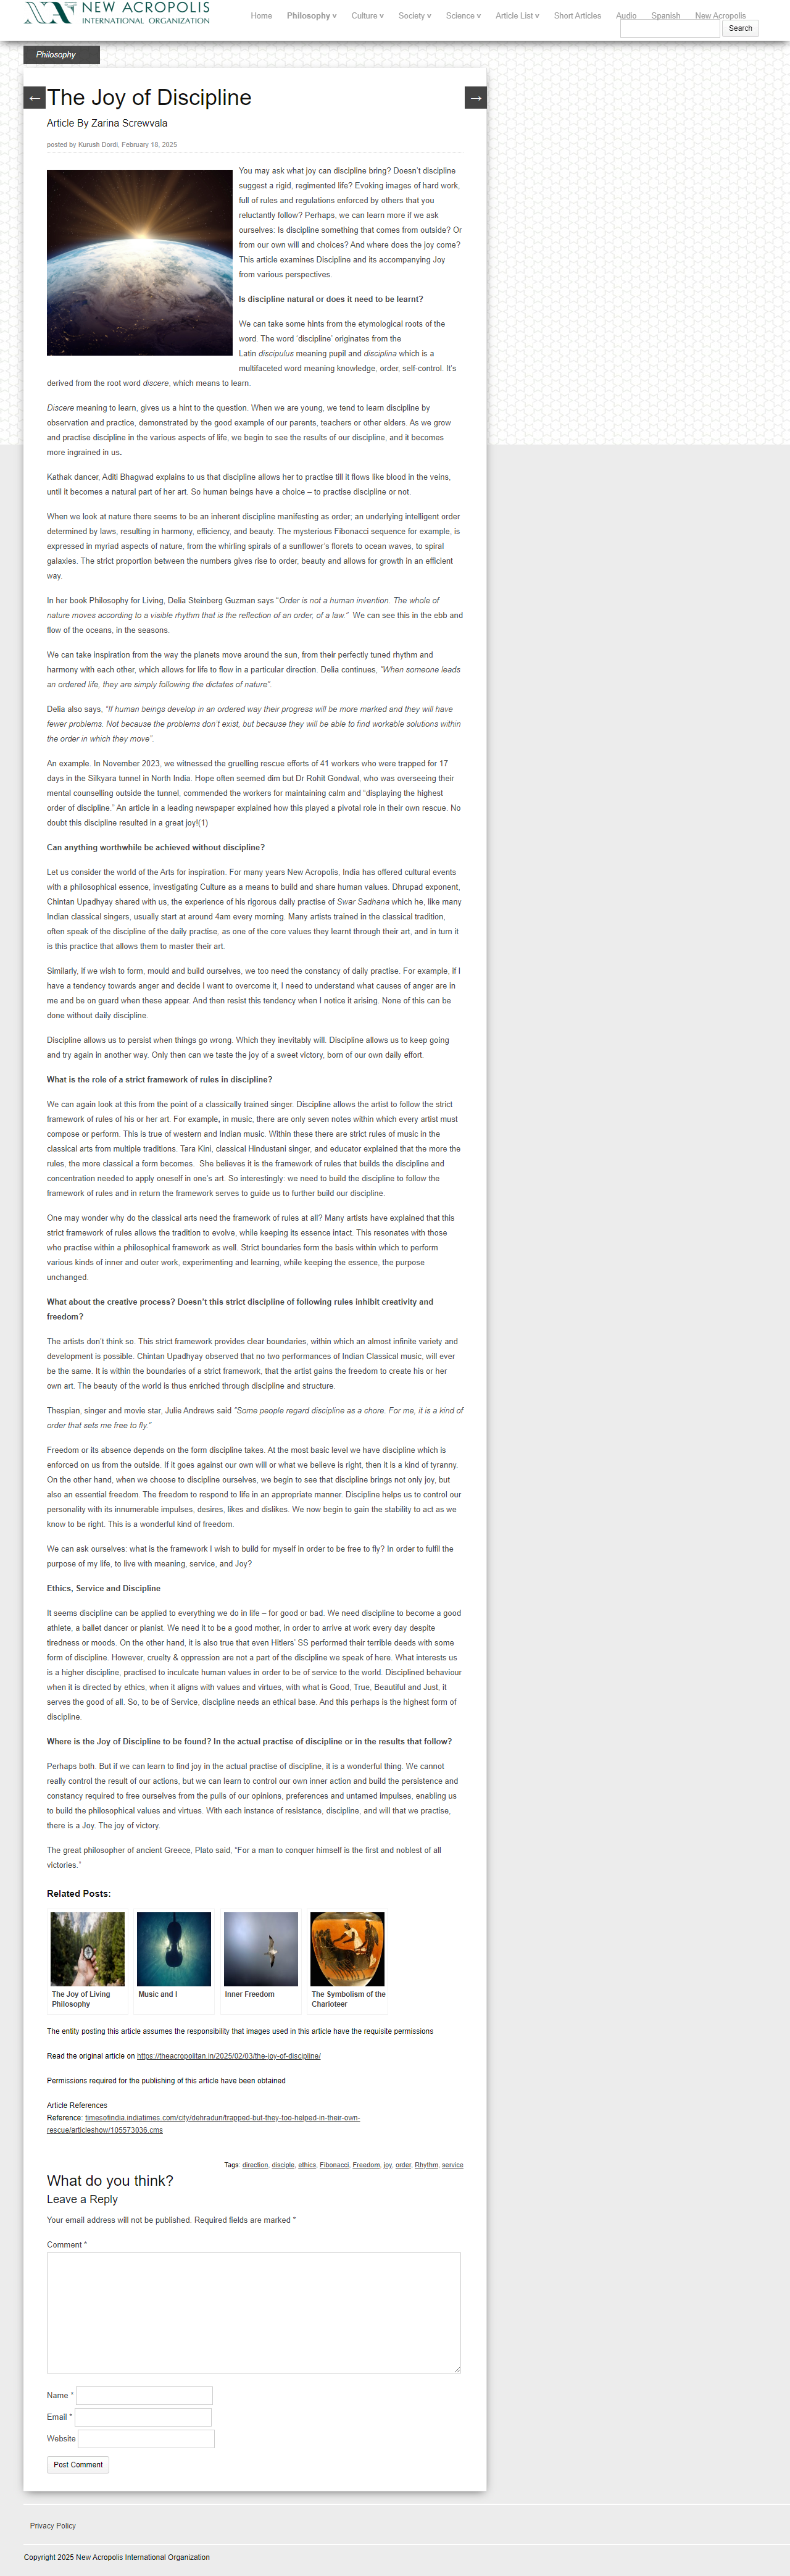 NEW ACROPOLIS
INTERNATIONAL ORGANIZATION
Home Philosophy v Culture v Society v Science v Article List v Short Articles Audio Spanish New Acropolis
Search
Philosophy
←
The Joy of Discipline
→
Article By Zarina Screwvala
posted by Kurush Dordi, February 18, 2025
You may ask what joy can discipline bring? Doesn't discipline
suggest a rigid, regimented life? Evoking images of hard work,
full of rules and regulations enforced by others that you
reluctantly follow? Perhaps, we can learn more if we ask
ourselves: Is discipline something that comes from outside? Or
from our own will and choices? And where does the joy come?
This article examines Discipline and its accompanying Joy
from various perspectives.
Is discipline natural or does it need to be learnt?
We can take some hints from the etymological roots of the
word. The word 'discipline' originates from the
Latin discipulus meaning pupil and disciplina which is a
multifaceted word meaning knowledge, order, self-control. It's
derived from the root word discere, which means to learn.
Discere meaning to learn, gives us a hint to the question. When we are young, we tend to learn discipline by
observation and practice, demonstrated by the good example of our parents, teachers or other elders. As we grow
and practise discipline in the various aspects of life, we begin to see the results of our discipline, and it becomes
more ingrained in us.
Kathak dancer, Aditi Bhagwad explains to us that discipline allows her to practise till it flows like blood in the veins,
until it becomes a natural part of her art. So human beings have a choice – to practise discipline or not.
When we look at nature there seems to be an inherent discipline manifesting as order; an underlying intelligent order
determined by laws, resulting in harmony, efficiency, and beauty. The mysterious Fibonacci sequence for example, is
expressed in myriad aspects of nature, from the whirling spirals of a sunflower's florets to ocean waves, to spiral
galaxies. The strict proportion between the numbers gives rise to order, beauty and allows for growth in an efficient
way.
In her book Philosophy for Living, Delia Steinberg Guzman says "Order is not a human invention. The whole of
nature moves according to a visible rhythm that is the reflection of an order, of a law." We can see this in the ebb and
flow of the oceans, in the seasons.
We can take inspiration from the way the planets move around the sun, from their perfectly tuned rhythm and
harmony with each other, which allows for life to flow in a particular direction. Delia continues, "When someone leads
an ordered life, they are simply following the dictates of nature".
Delia also says, "If human beings develop in an ordered way their progress will be more marked and they will have
fewer problems. Not because the problems don't exist, but because they will be able to find workable solutions within
the order in which they move".
An example. In November 2023, we witnessed the gruelling rescue efforts of 41 workers who were trapped for 17
days in the Silkyara tunnel in North India. Hope often seemed dim but Dr Rohit Gondwal, who was overseeing their
mental counselling outside the tunnel, commended the workers for maintaining calm and "displaying the highest
order of discipline." An article in a leading newspaper explained how this played a pivotal role in their own rescue. No
doubt this discipline resulted in a great joy!(1)
Can anything worthwhile be achieved without discipline?
Let us consider the world of the Arts for inspiration. For many years New Acropolis, India has offered cultural events
with a philosophical essence, investigating Culture as a means to build and share human values. Dhrupad exponent,
Chintan Upadhyay shared with us, the experience of his rigorous daily practise of Swar Sadhana which he, like many
Indian classical singers, usually start at around 4am every morning. Many artists trained in the classical tradition,
often speak of the discipline of the daily practise, as one of the core values they learnt through their art, and in turn it
is this practice that allows them to master their art.
Similarly, if we wish to form, mould and build ourselves, we too need the constancy of daily practise. For example, if I
have a tendency towards anger and decide I want to overcome it, I need to understand what causes of anger are in
me and be on guard when these appear. And then resist this tendency when I notice it arising. None of this can be
done without daily discipline.
Discipline allows us to persist when things go wrong. Which they inevitably will. Discipline allows us to keep going
and try again in another way. Only then can we taste the joy of a sweet victory, born of our own daily effort.
What is the role of a strict framework of rules in discipline?
We can again look at this from the point of a classically trained singer. Discipline allows the artist to follow the strict
framework of rules of his or her art. For example, in music, there are only seven notes within which every artist must
compose or perform. This is true of western and Indian music. Within these there are strict rules of music in the
classical arts from multiple traditions. Tara Kini, classical Hindustani singer, and educator explained that the more the
rules, the more classical a form becomes. She believes it is the framework of rules that builds the discipline and
concentration needed to apply oneself in one's art. So interestingly: we need to build the discipline to follow the
framework of rules and in return the framework serves to guide us to further build our discipline.
One may wonder why do the classical arts need the framework of rules at all? Many artists have explained that this
strict framework of rules allows the tradition to evolve, while keeping its essence intact. This resonates with those
who practise within a philosophical framework as well. Strict boundaries form the basis within which to perform
various kinds of inner and outer work, experimenting and learning, while keeping the essence, the purpose
unchanged.
What about the creative process? Doesn't this strict discipline of following rules inhibit creativity and
freedom?
The artists don't think so. This strict framework provides clear boundaries, within which an almost infinite variety and
development is possible. Chintan Upadhyay observed that no two performances of Indian Classical music, will ever
be the same. It is within the boundaries of a strict framework, that the artist gains the freedom to create his or her
own art. The beauty of the world is thus enriched through discipline and structure.
Thespian, singer and movie star, Julie Andrews said "Some people regard discipline as a chore. For me, it is a kind of
order that sets me free to fly."
Freedom or its absence depends on the form discipline takes. At the most basic level we have discipline which is
enforced on us from the outside. If it goes against our own will or what we believe is right, then it is a kind of tyranny.
On the other hand, when we choose to discipline ourselves, we begin to see that discipline brings not only joy, but
also an essential freedom. The freedom to respond to life in an appropriate manner. Discipline helps us to control our
personality with its innumerable impulses, desires, likes and dislikes. We now begin to gain the stability to act as we
know to be right. This is a wonderful kind of freedom.
We can ask ourselves: what is the framework I wish to build for myself in order to be free to fly? In order to fulfil the
purpose of my life, to live with meaning, service, and Joy?
Ethics, Service and Discipline
It seems discipline can be applied to everything we do in life – for good or bad. We need discipline to become a good
athlete, a ballet dancer or pianist. We need it to be a good mother, in order to arrive at work every day despite
tiredness or moods. On the other hand, it is also true that even Hitlers' SS performed their terrible deeds with some
form of discipline. However, cruelty & oppression are not a part of the discipline we speak of here. What interests us
is a higher discipline, practised to inculcate human values in order to be of service to the world. Disciplined behaviour
when it is directed by ethics, when it aligns with values and virtues, with what is Good, True, Beautiful and Just, it
serves the good of all. So, to be of Service, discipline needs an ethical base. And this perhaps is the highest form of
discipline.
Where is the Joy of Discipline to be found? In the actual practise of discipline or in the results that follow?
Perhaps both. But if we can learn to find joy in the actual practise of discipline, it is a wonderful thing. We cannot
really control the result of our actions, but we can learn to control our own inner action and build the persistence and
constancy required to free ourselves from the pulls of our opinions, preferences and untamed impulses, enabling us
to build the philosophical values and virtues. With each instance of resistance, discipline, and will that we practise,
there is a Joy. The joy of victory.
The great philosopher of ancient Greece, Plato said, "For a man to conquer himself is the first and noblest of all
victories."
Related Posts:
The Joy of Living
Philosophy
Music and I
Inner Freedom
The Symbolism of the
Charioteer
The entity posting this article assumes the responsibility that images used in this article have the requisite permissions
Read the original article on https://theacropolitan.in/2025/02/03/the-joy-of-discipline/
Permissions required for the publishing of this article have been obtained
Article References
Reference: timesofindia.indiatimes.com/city/dehradun/trapped-but-they-too-helped-in-their-own-
rescue/articleshow/105573036.cms
Tags: direction, disciple, ethics, Fibonacci, Freedom, joy, order, Rhythm, service
What do you think?
Leave a Reply
Your email address will not be published. Required fields are marked *
Comment *
Name *
Email *
Website
Post Comment
Privacy Policy
Copyright 2025 New Acropolis International Organization